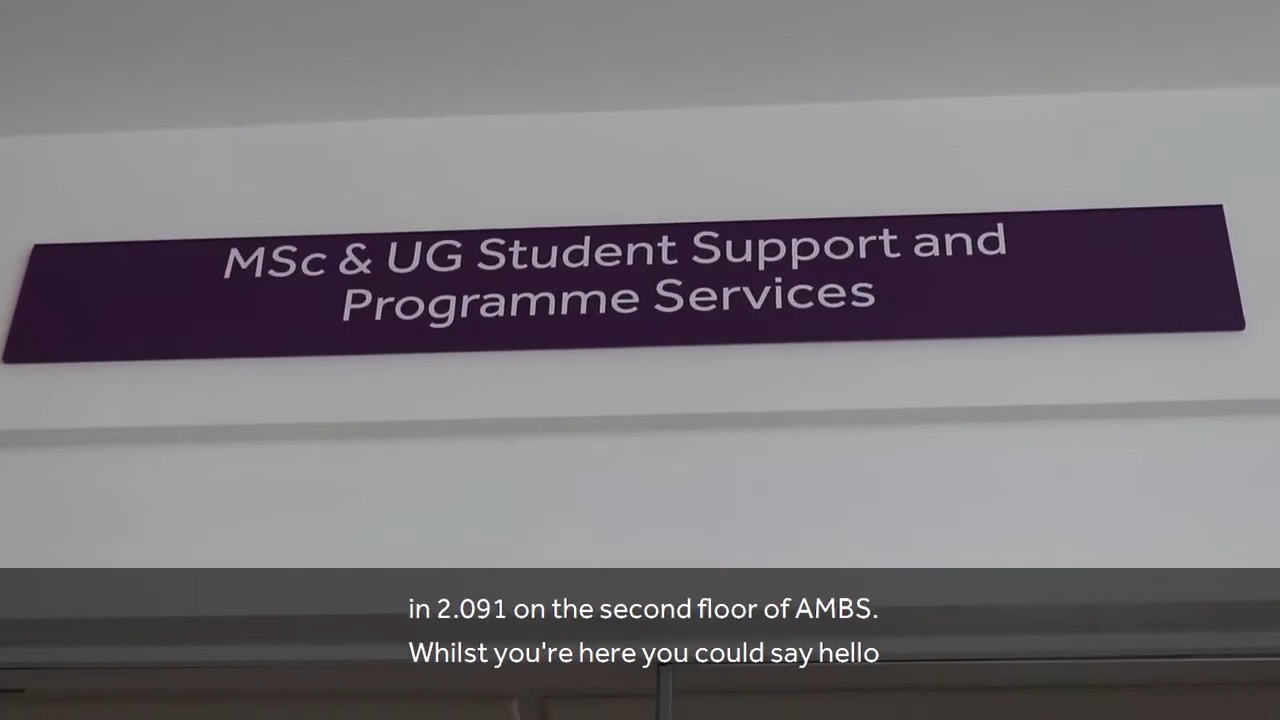 MSc & UG Student Support and
Programme Services
in 2.091 on the second floor of AMBS.
Whilst you're here you could say hello